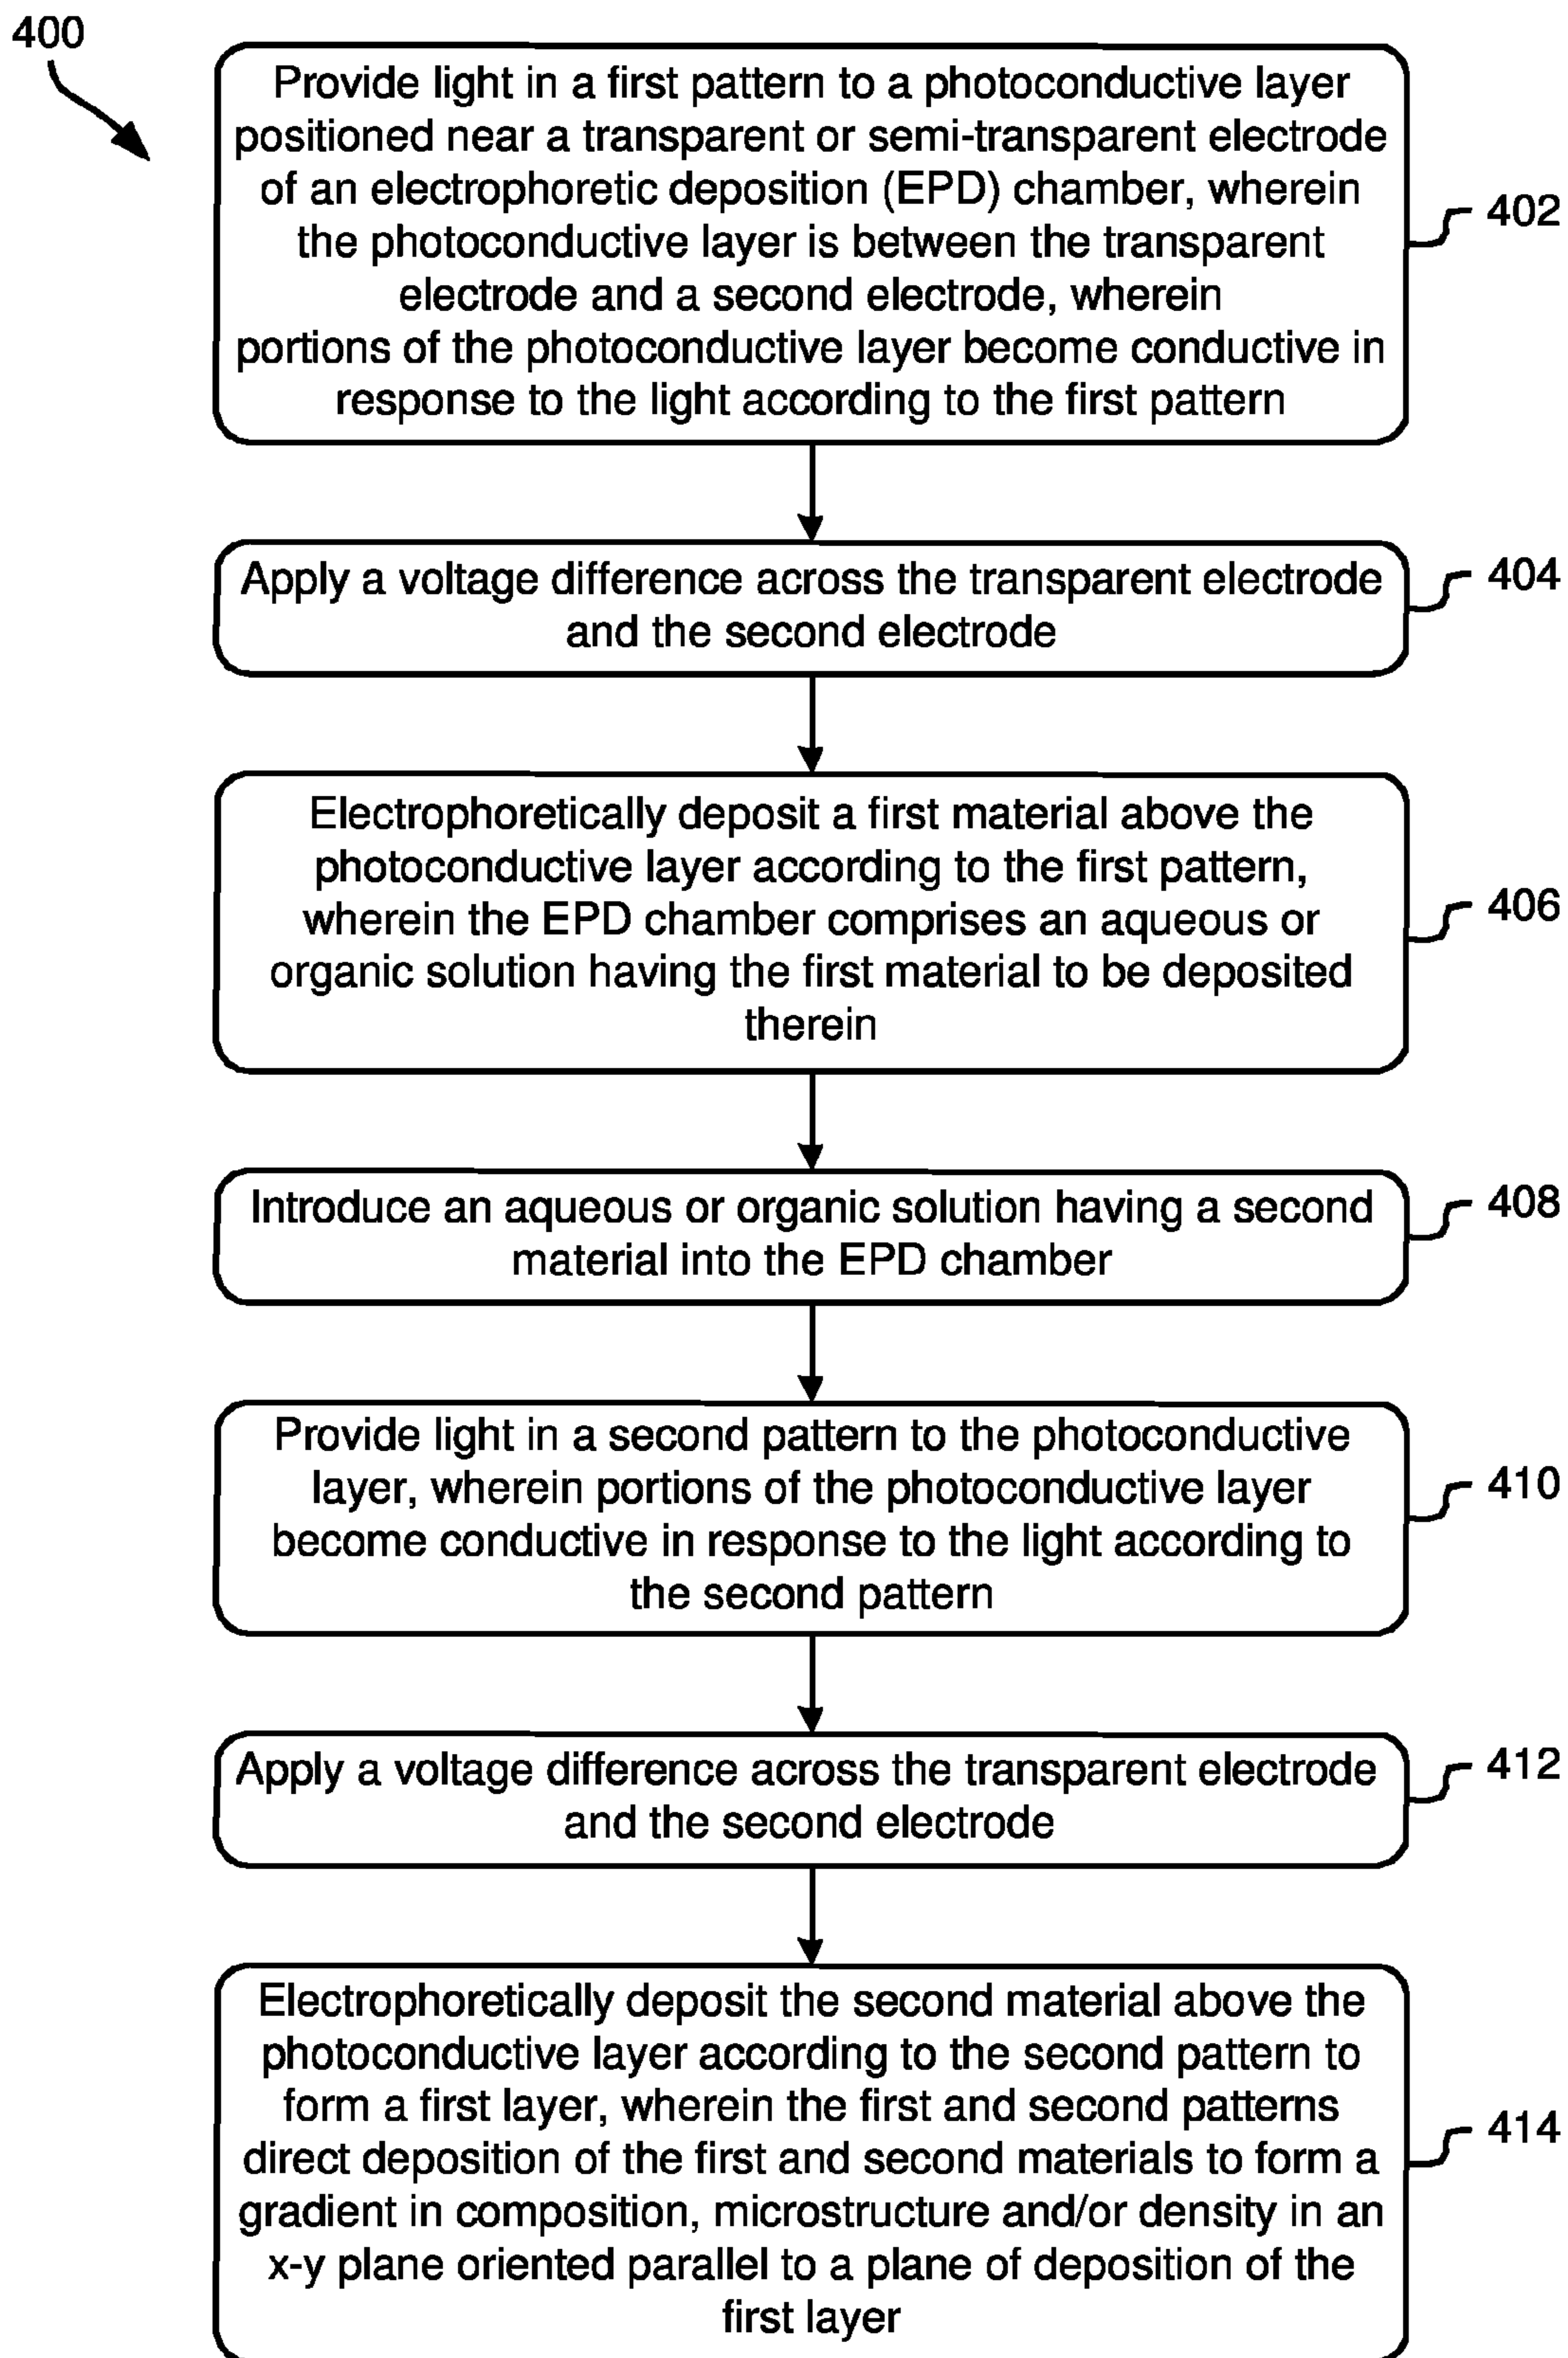 400
Provide light in a first pattern to a photoconductive layer
positioned near a transparent or semi-transparent electrode
of an electrophoretic deposition (EPD) chamber, wherein
the photoconductive layer is between the transparent
electrode and a second electrode, wherein
portions of the photoconductive layer become conductive in
response to the light according to the first pattern
402
Apply a voltage difference across the transparent electrode
and the second electrode
404
Electrophoretically deposit a first material above the
photoconductive layer according to the first pattern,
wherein the EPD chamber comprises an aqueous or
organic solution having the first material to be deposited
therein
406
Introduce an aqueous or organic solution having a second
material into the EPD chamber
408
Provide light in a second pattern to the photoconductive
layer, wherein portions of the photoconductive layer
become conductive in response to the light according to
the second pattern
410
Apply a voltage difference across the transparent electrode
and the second electrode
412
Electrophoretically deposit the second material above the
photoconductive layer according to the second pattern to
form a first layer, wherein the first and second patterns
direct deposition of the first and second materials to form a
gradient in composition, microstructure and/or density in an
x-y plane oriented parallel to a plane of deposition of the
first layer
414